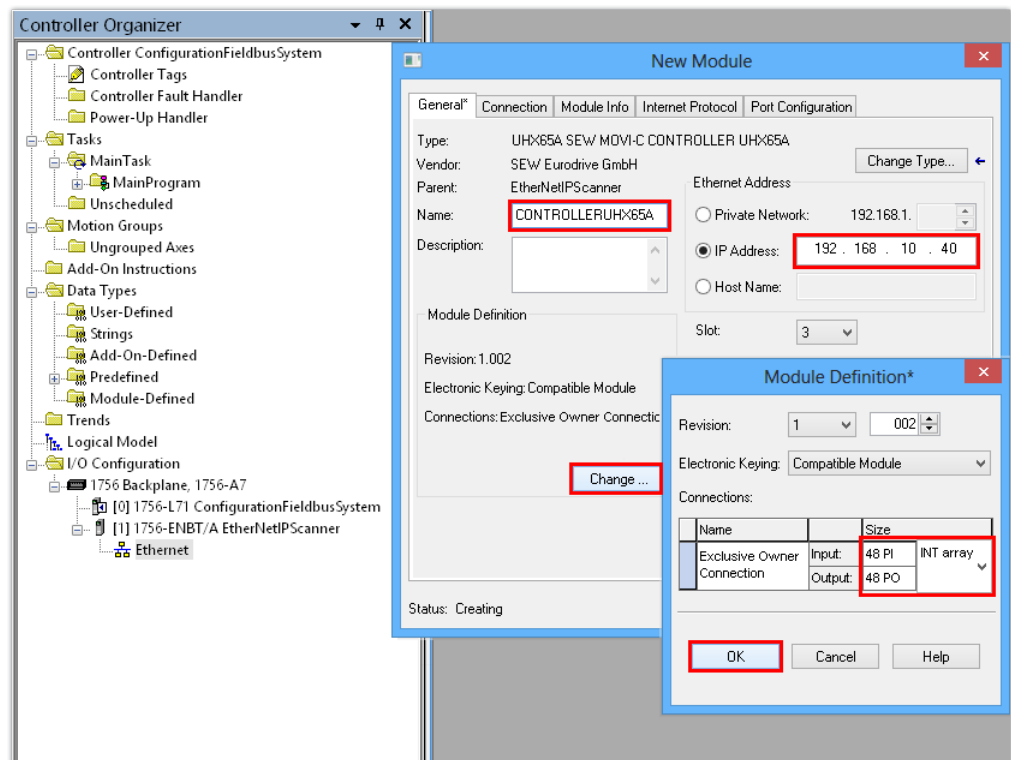 Controller Organizer
Controller ConfigurationFieldbusSystem
Controller Tags
Controller Fault Handler
Power-Up Handler
Tasks
MainTask
MainProgram
Unscheduled
Motion Groups
Ungrouped Axes
Add-On Instructions
Data Types
User-Defined
Strings
Add-On-Defined
Predefined
Module-Defined
Trends
Logical Model
I/O Configuration
1756 Backplane, 1756-A7
[0] 1756-L71 ConfigurationFieldbusSystem
[1] 1756-ENBT/A EtherNetIPScanner
Ethernet
New Module
General* Connection Module Info Internet Protocol Port Configuration
Type: UHX65A SEW MOVI-C CONTROLLER UHX65A
Vendor: SEW Eurodrive GmbH
Change Type...
Parent: EtherNetIPScanner
Name: CONTROLLERUHX65A
Description:
Ethernet Address
Private Network: 192.168.1.
IP Address: 192 . 168 . 10 . 40
Host Name:
Slot: 3
Module Definition
Revision: 1.002
Electronic Keying: Compatible Module
Connections: Exclusive Owner Connectic
Change ...
Status: Creating
Module Definition*
Revision: 1 002
Electronic Keying: Compatible Module
Connections:
Name Size
Exclusive Owner Connection Input: 48 PI INT array
Output: 48 PO
OK Cancel Help